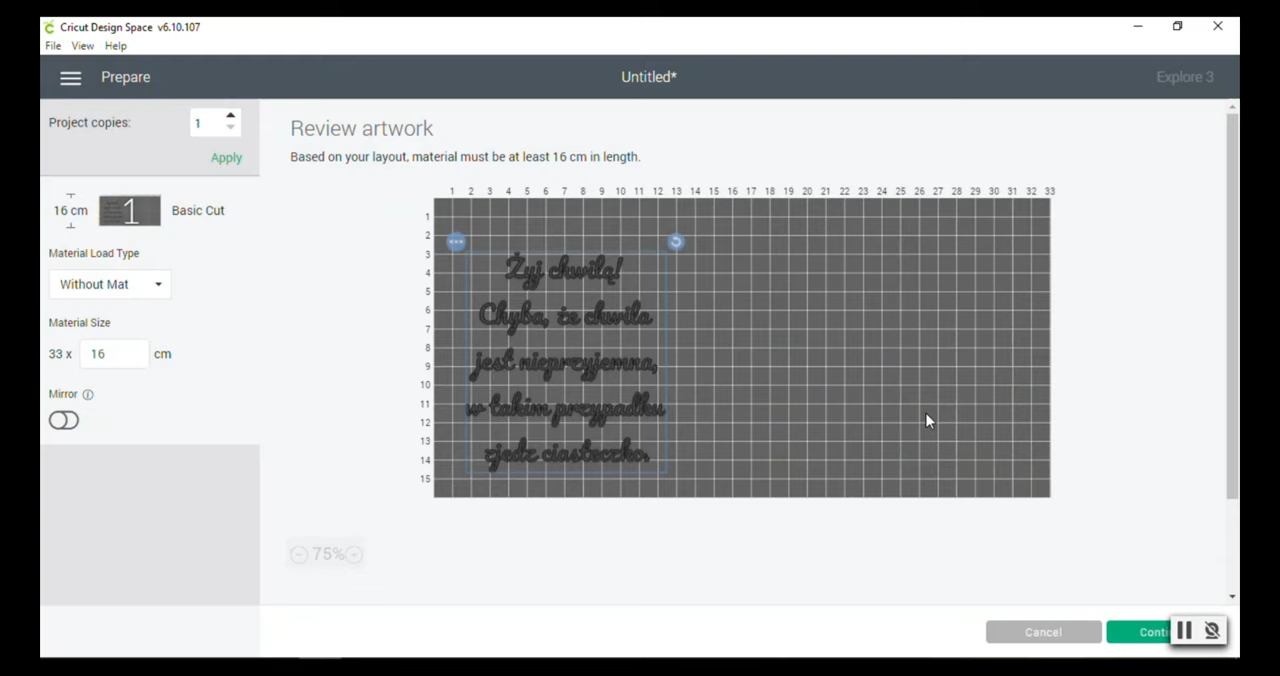 Cricut Design Space v6.10.107
File View Help
Prepare
Untitled*
Explore 3
Project copies:
1
Apply
16 cm
1
Basic Cut
Material Load Type
Without Mat
Material Size
33 x 16 cm
Mirror
Review artwork
Based on your layout, material must be at least 16 cm in length.
1 2 3 4 5 6 7 8 9 10 11 12 13 14 15 16 17 18 19 20 21 22 23 24 25 26 27 28 29 30 31 32 33
1
2
3
4
5
6
7
8
9
10
11
12
13
14
15
Żyj chwilą!
Chyba, że chwila
jest nieprzyjemna,
w takim przypadku
zjedz ciasteczko.
75%
Cancel
Conti